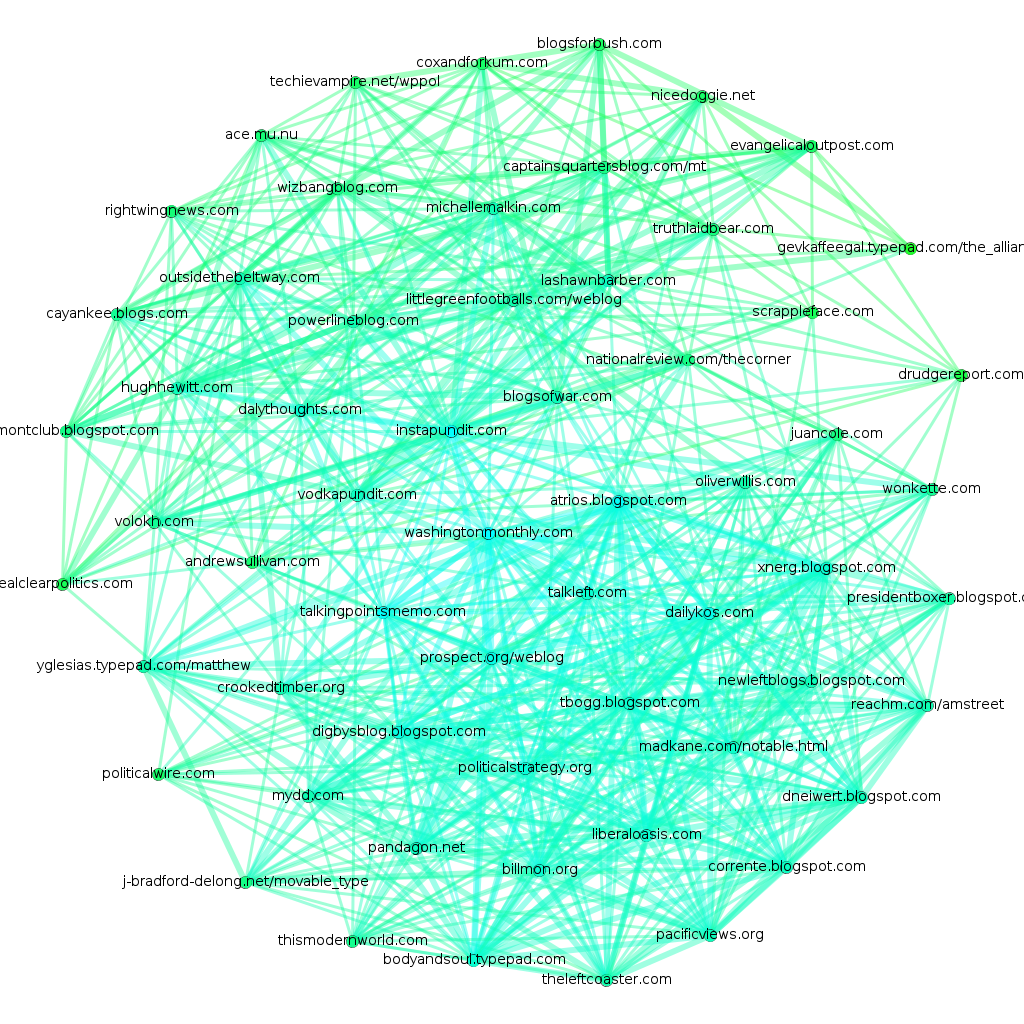 blogsforbush.com
coxandforkum.com
techievampire.net/wppol
nicedoggie.net
ace.mu.nu
evangelicaloutpost.com
captainsquartersblog.com/mt
wizbangblog.com
michellemalkin.com
rightwingnews.com
truthlaidbear.com
gevkaffeegal.typepad.com/the_allian
outsidethebeltway.com
lashawnbarber.com
littlegreenfootballs.com/weblog
cayankee.blogs.com
powerlineblog.com
scrappleface.com
nationalreview.com/thecorner
drudgereport.com
hughhewitt.com
blogsofwar.com
dalythoughts.com
montclub.blogspot.com
instapundit.com
juancole.com
oliverwillis.com
wonkette.com
vodkapundit.com
atrios.blogspot.com
volokh.com
washingtonmonthly.com
andrewsullivan.com
xnerg.blogspot.com
ealclearpolitics.com
talkleft.com
presidentboxer.blogspot.c
talkingpointsmemo.com
dailykos.com
prospect.org/weblog
yglesias.typepad.com/matthew
newleftblogs.blogspot.com
crookedtimber.org
tbogg.blogspot.com
reachm.com/amstreet
digbysblog.blogspot.com
madkane.com/notable.html
politicalstrategy.org
politicalwire.com
mydd.com
dneiwert.blogspot.com
liberaloasis.com
pandagon.net
billmon.org
corrente.blogspot.com
j-bradford-delong.net/movable_type
pacificviews.org
thismodernworld.com
bodyandsoul.typepad.com
theleftcoaster.com